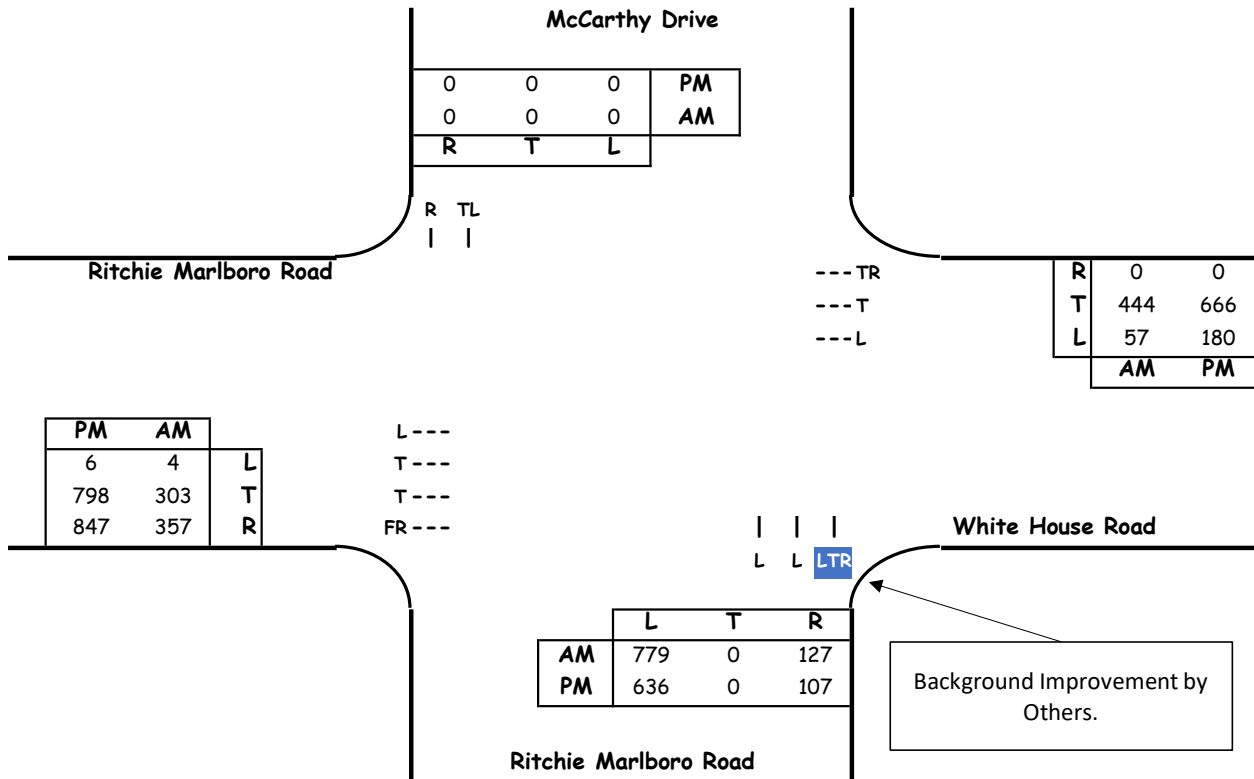 McCarthy Drive
0 0 0 PM
0 0 0 AM
R T L
R TL
Ritchie Marlboro Road
--- TR
--- T
--- L
R 0 0
T 444 666
L 57 180
AM PM
PM AM
6 4 L
798 303 T
847 357 R
L ---
T ---
T ---
FR ---
White House Road
L L LTR
L T R
AM 779 0 127
PM 636 0 107
Background Improvement by
Others.
Ritchie Marlboro Road